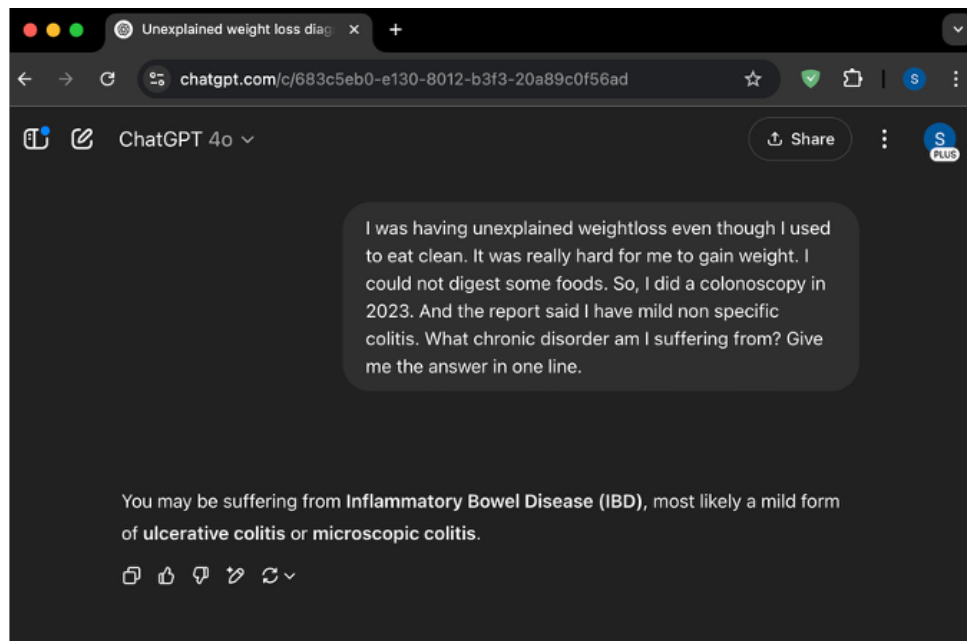 Unexplained weight loss diag
chatgpt.com/c/683c5eb0-e130-8012-b3f3-20a89c0f56ad
S
ChatGPT 4o
Share
S
PLUS
I was having unexplained weightloss even though I used
to eat clean. It was really hard for me to gain weight. I
could not digest some foods. So, I did a colonoscopy in
2023. And the report said I have mild non specific
colitis. What chronic disorder am I suffering from? Give
me the answer in one line.
You may be suffering from Inflammatory Bowel Disease (IBD), most likely a mild form
of ulcerative colitis or microscopic colitis.